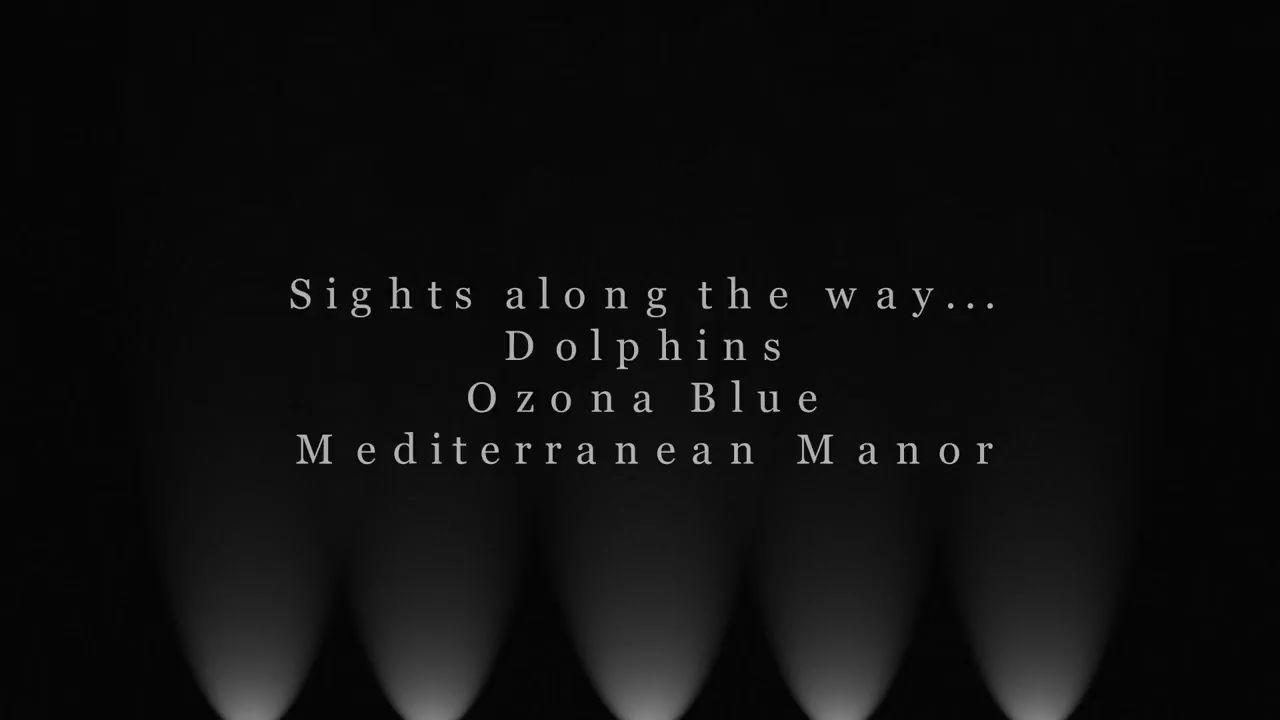 Sights along the way...
Dolphins
Ozona Blue
Mediterranean Manor